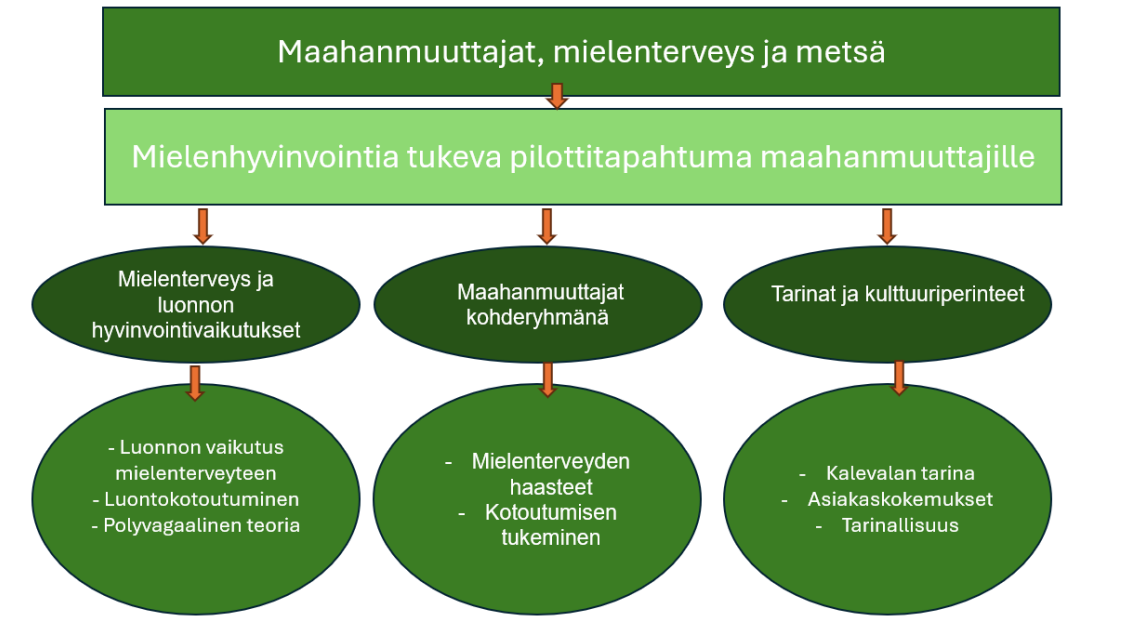 Maahanmuuttajat, mielenterveys ja metsä
Mielenhyvinvointia tukeva pilottitapahtuma maahanmuuttajille
Mielenterveys ja
luonnon
hyvinvointivaikutukset
Maahanmuuttajat
kohderyhmänä
Tarinat ja kulttuuriperinteet
- Luonnon vaikutus
mielenterveyteen
- Luontokotoutuminen
- Polyvagaalinen teoria
- Mielenterveyden
haasteet
- Kotoutumisen
tukeminen
- Kalevalan tarina
- Asiakaskokemukset
- Tarinallisuus